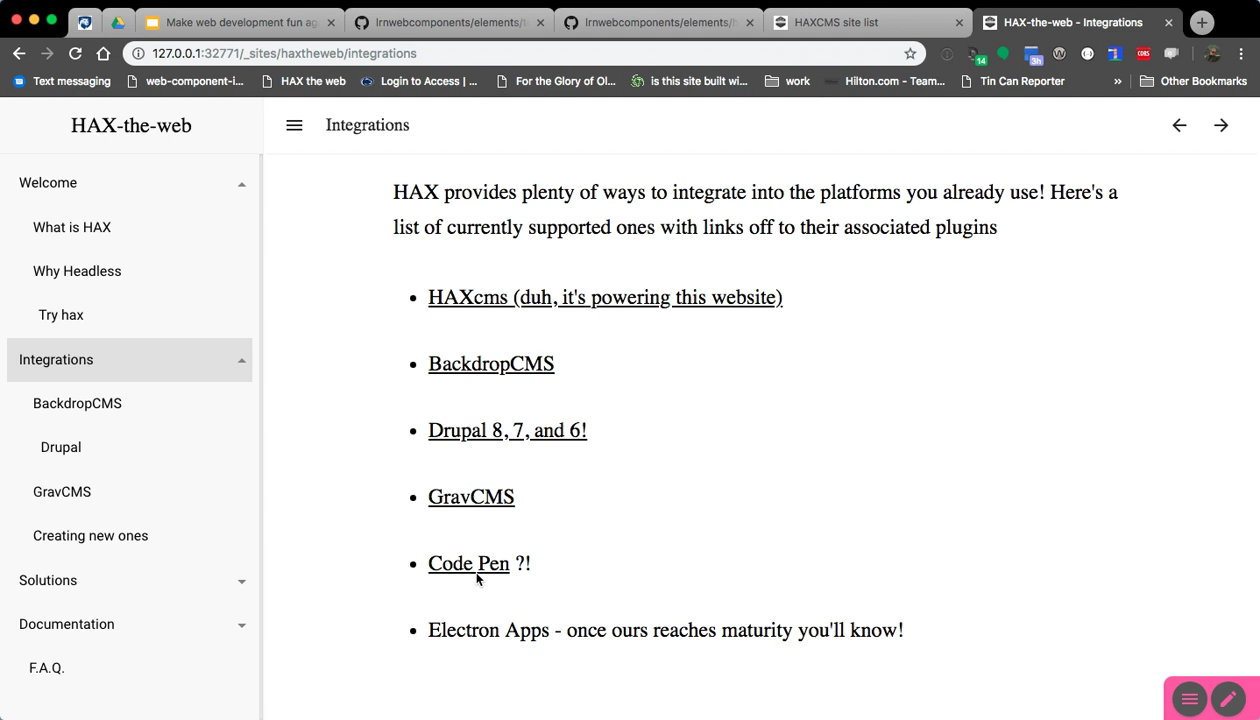 Make web development fun ag
lrnwebcomponents/elements/
lrnwebcomponents/elements/
HAXCMS site list
HAX-the-web - Integrations
127.0.0.1:32771/_sites/haxtheweb/integrations
14
3h
CORS
Text messaging
web-component-i...
HAX the web
Login to Access | ...
For the Glory of Ol...
is this site built wi...
work
Hilton.com - Team...
Tin Can Reporter
»
Other Bookmarks
HAX-the-web
Integrations
Welcome
What is HAX
Why Headless
Try hax
Integrations
BackdropCMS
Drupal
GravCMS
Creating new ones
Solutions
Documentation
F.A.Q.
HAX provides plenty of ways to integrate into the platforms you already use! Here's a
list of currently supported ones with links off to their associated plugins
• HAXcms (duh, it's powering this website)
• BackdropCMS
• Drupal 8, 7, and 6!
• GravCMS
• Code Pen ?!
• Electron Apps - once ours reaches maturity you'll know!